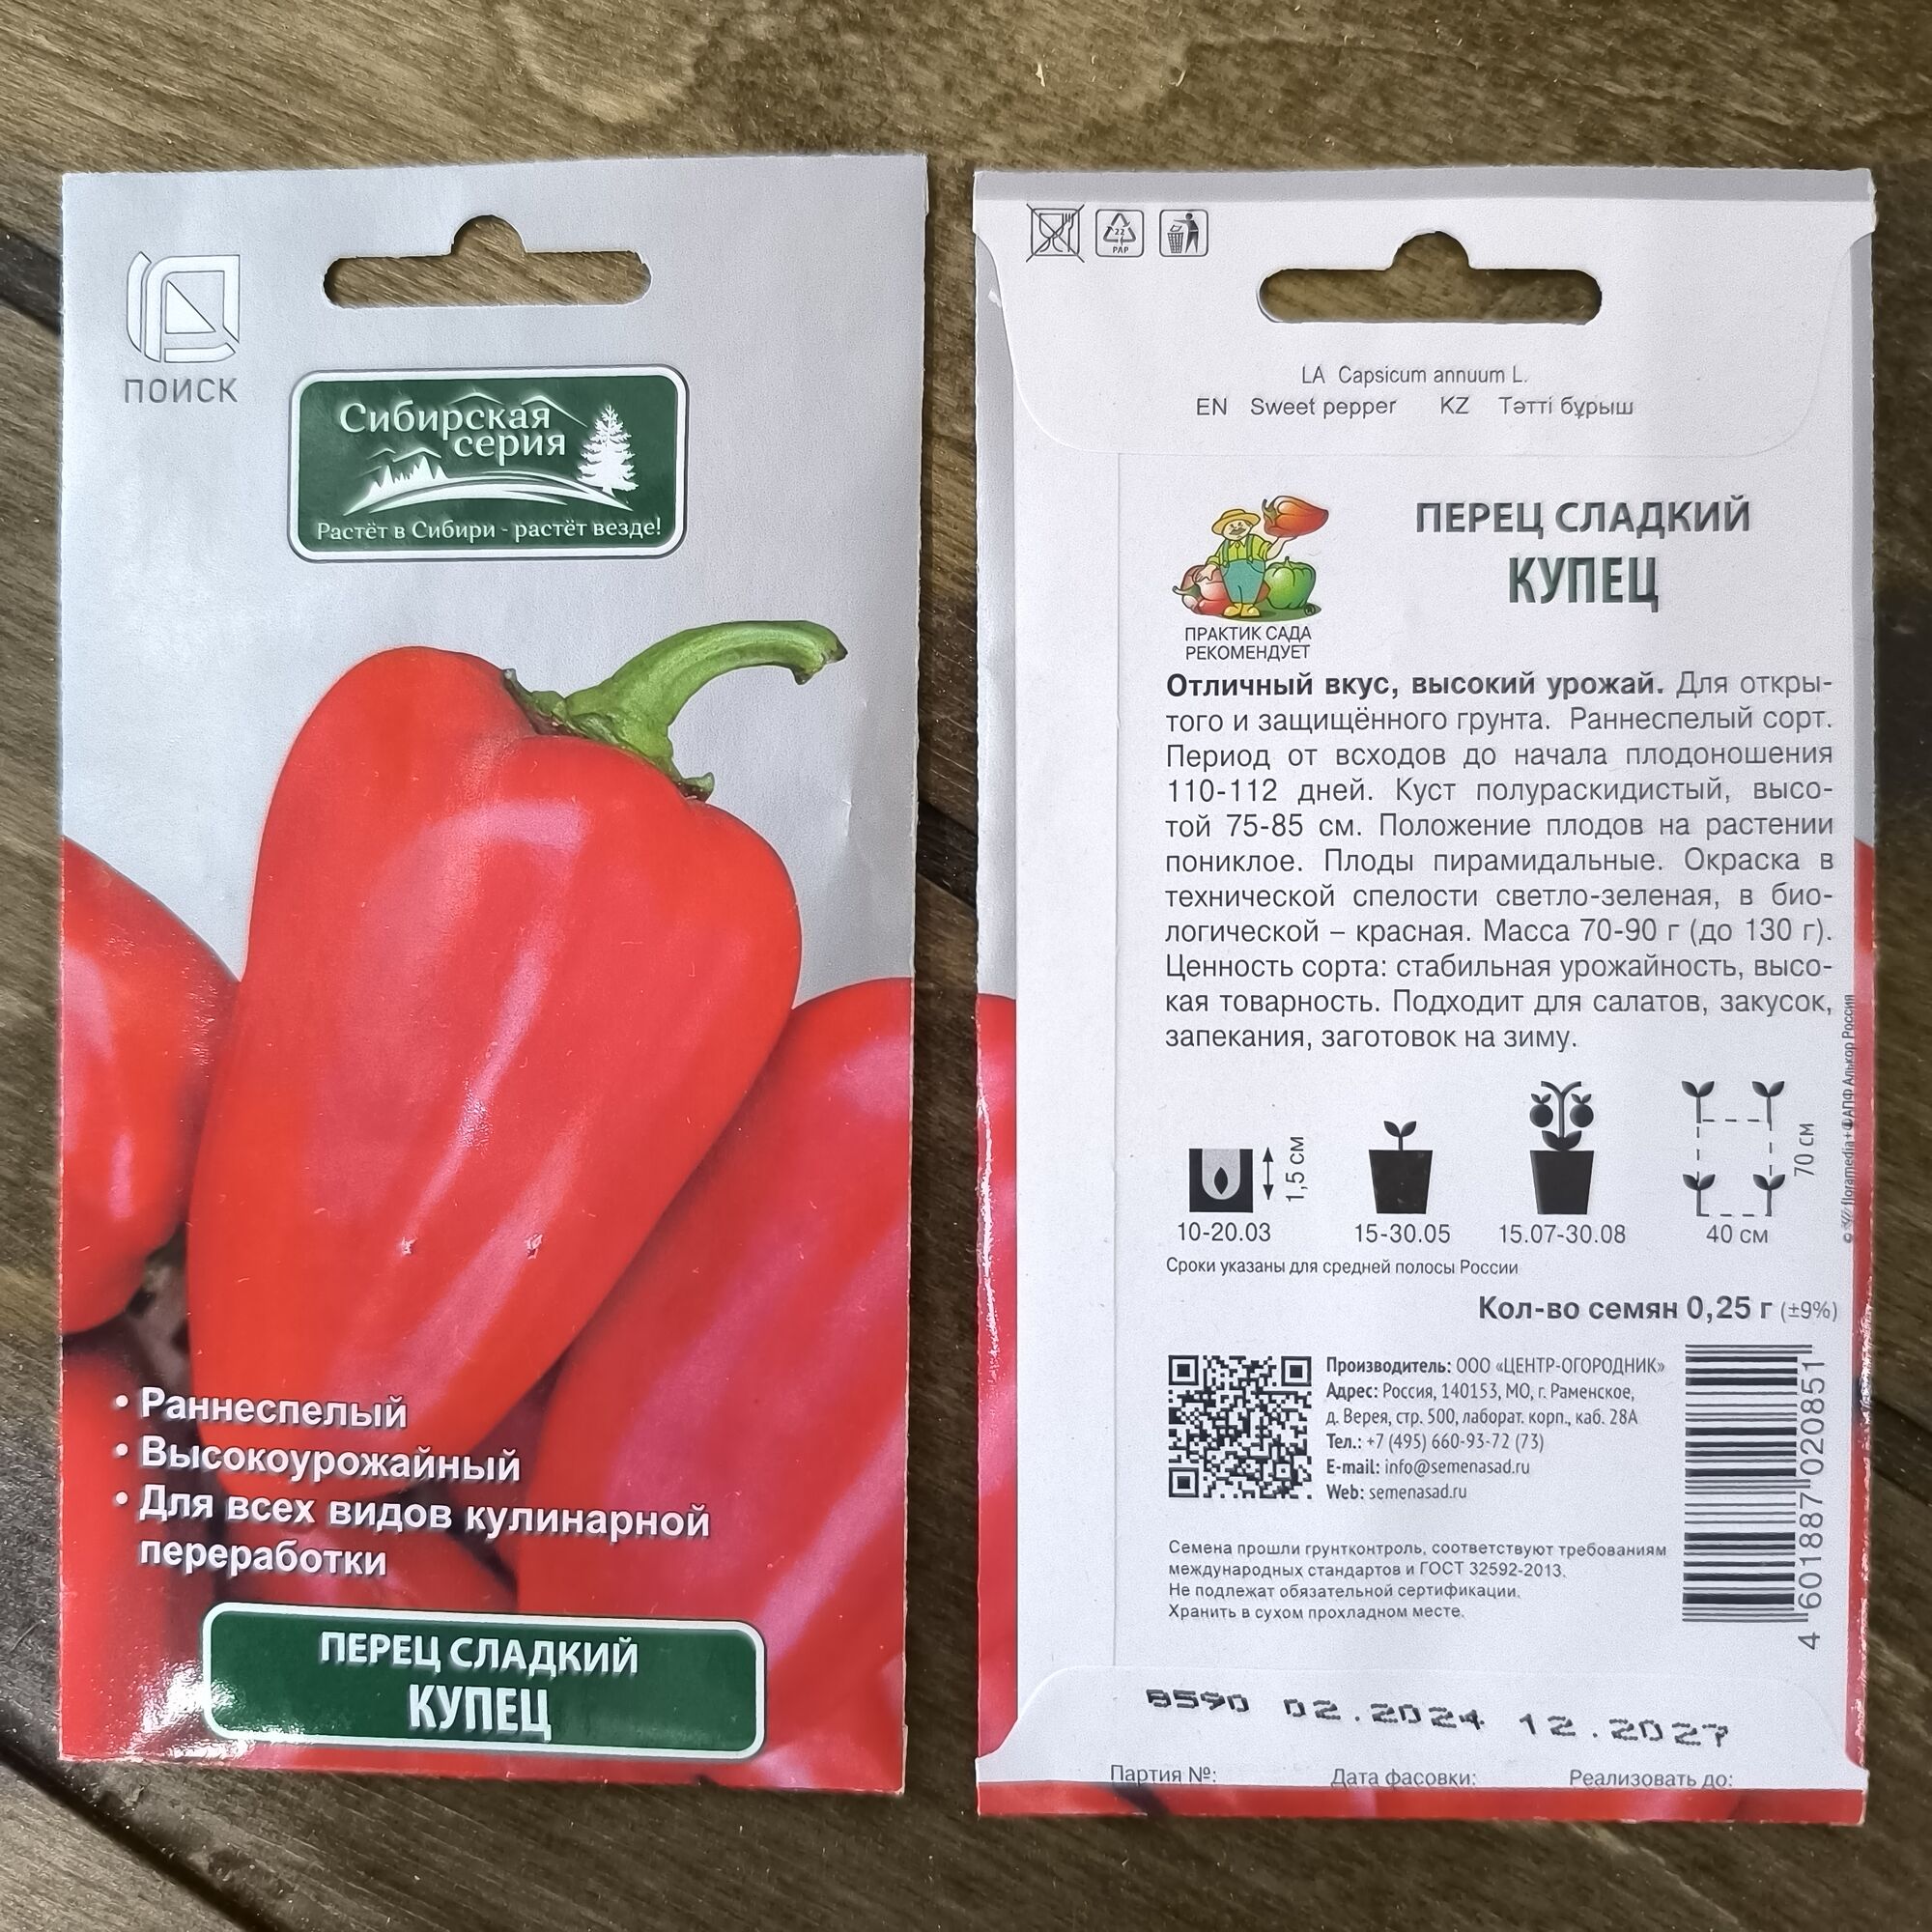 ПОИСК
Сибирская
серия
Растёт в Сибири - растёт везде!
• Раннеспелый
• Высокоурожайный
• Для всех видов кулинарной
переработки
ПЕРЕЦ СЛАДКИЙ
КУПЕЦ
22
PAP
LA Capsicum annuum L.
EN Sweet pepper KZ Тәтті бұрыш
ПРАКТИК САДА
РЕКОМЕНДУЕТ
ПЕРЕЦ СЛАДКИЙ
КУПЕЦ
Отличный вкус, высокий урожай. Для откры-
того и защищённого грунта. Раннеспелый сорт.
Период от всходов до начала плодоношения
110-112 дней. Куст полураскидистый, высо-
той 75-85 см. Положение плодов на растении
пониклое. Плоды пирамидальные. Окраска в
технической спелости светло-зеленая, в био-
логической – красная. Масса 70-90 г (до 130 г).
Ценность сорта: стабильная урожайность, высо-
кая товарность. Подходит для салатов, закусок,
запекания, заготовок на зиму.
1,5 см
70 см
10-20.03 15-30.05 15.07-30.08 40 см
Сроки указаны для средней полосы России
© floramedia+©АПФ Алькор Россия
Кол-во семян 0,25 г (±9%)
Производитель: ООО «ЦЕНТР-ОГОРОДНИК»
Адрес: Россия, 140153, МО, г. Раменское,
д. Верея, стр. 500, лаборат. корп., каб. 28А
Тел.: +7 (495) 660-93-72 (73)
E-mail: info@semenasad.ru
Web: semenasad.ru
4 601887 020851
Семена прошли грунтконтроль, соответствуют требованиям
международных стандартов и ГОСТ 32592-2013.
Не подлежат обязательной сертификации.
Хранить в сухом прохладном месте.
8590 02.2024 12.2027
Партия №: Дата фасовки: Реализовать до: